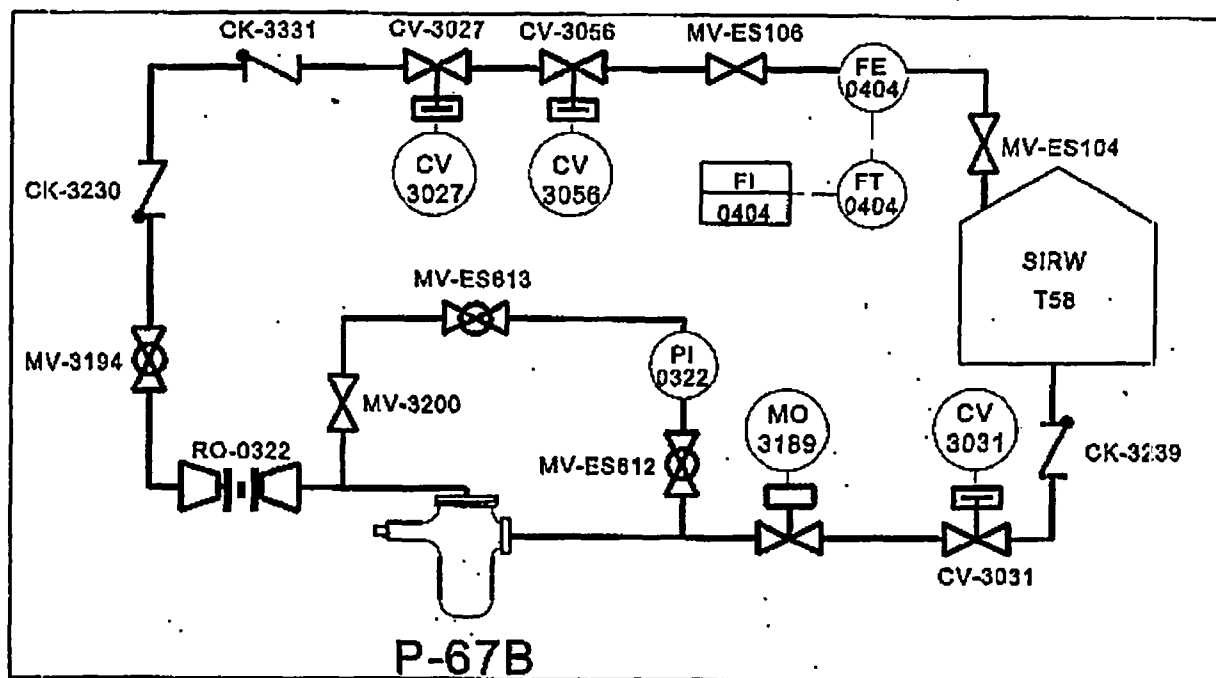 CK-3331
CV-3027
CV-3056
MV-ES106
FE
0404
MV-ES104
CK-3230
CV
3027
CV
3056
FI
0404
FT
0404
SIRW
T58
MV-ES613
MV-3194
PI
0322
MV-3200
MO
3189
CV
3031
CK-3239
RO-0322
MV-ES612
CV-3031
P-67B